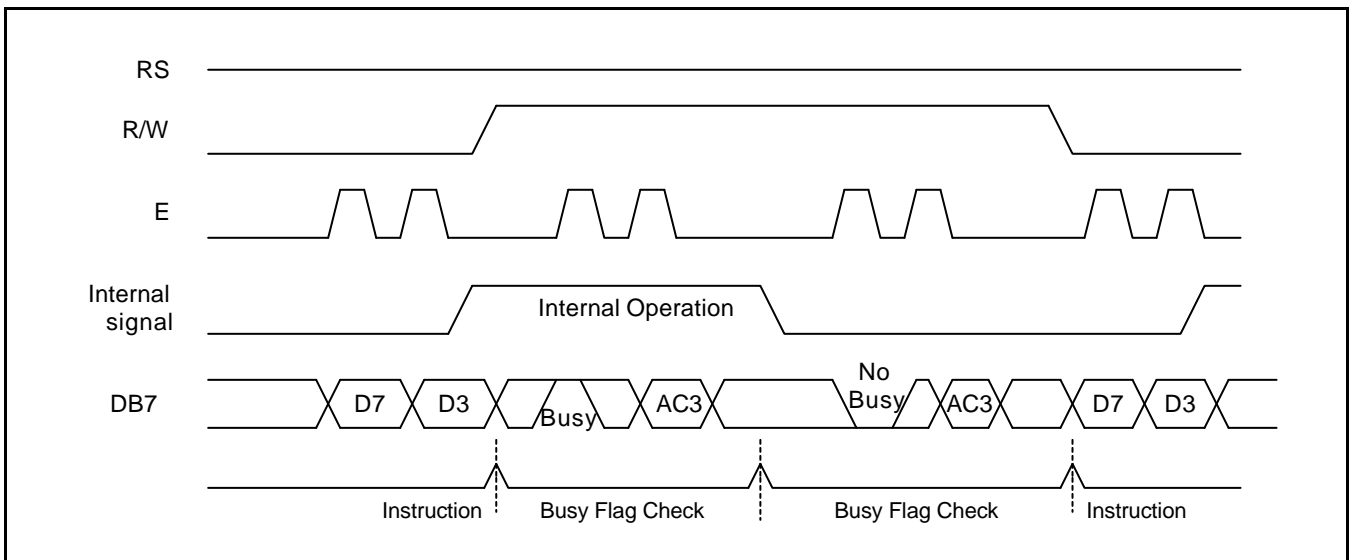 RS
R/W
E
Internal
signal
Internal Operation
DB7
D7
D3
Busy
AC3
No
Busy
AC3
D7
D3
Instruction
Busy Flag Check
Busy Flag Check
Instruction